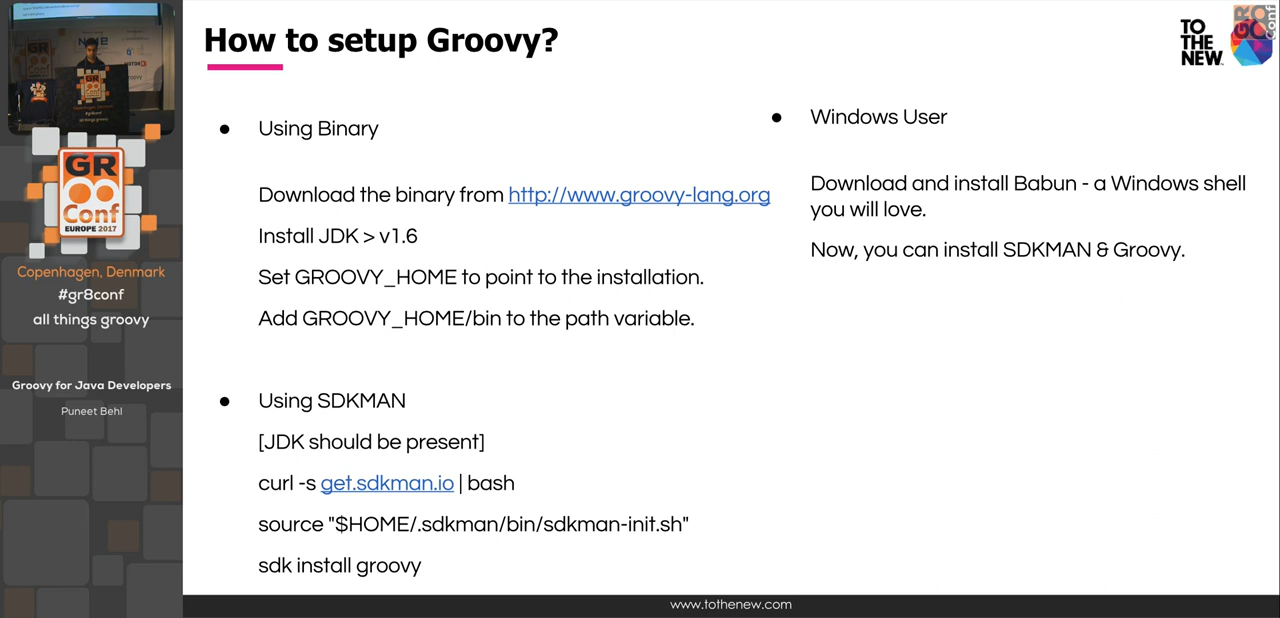 How to setup Groovy?
TO
THE
NEW
GR
CONF
GR
Conf
EUROPE 2017
Copenhagen, Denmark
#gr8conf
all things groovy
Groovy for Java Developers
Puneet Behl
● Using Binary
Download the binary from http://www.groovy-lang.org
Install JDK > v1.6
Set GROOVY_HOME to point to the installation.
Add GROOVY_HOME/bin to the path variable.
● Using SDKMAN
[JDK should be present]
curl -s get.sdkman.io | bash
source "$HOME/.sdkman/bin/sdkman-init.sh"
sdk install groovy
● Windows User
Download and install Babun - a Windows shell
you will love.
Now, you can install SDKMAN & Groovy.
www.tothenew.com